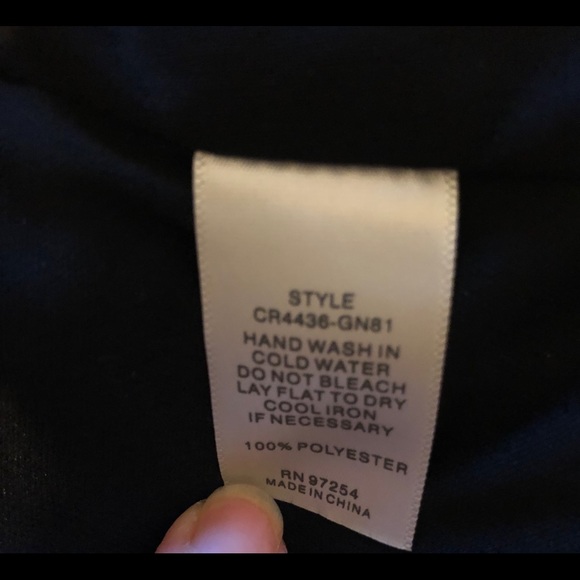 STYLE
CR4436-GN81
HAND WASH IN
COLD WATER
DO NOT BLEACH
LAY FLAT TO DRY
COOL IRON
IF NECESSARY
100% POLYESTER
RN 97254
MADE IN CHINA